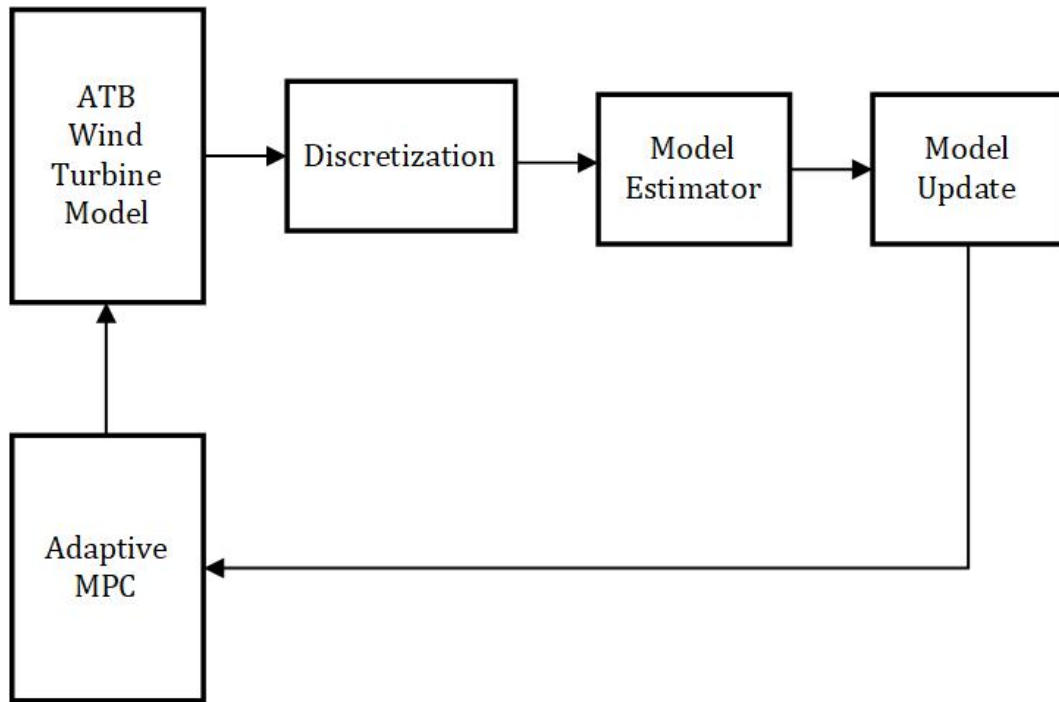 ATB
Wind
Turbine
Model
Discretization
Model
Estimator
Model
Update
Adaptive
MPC